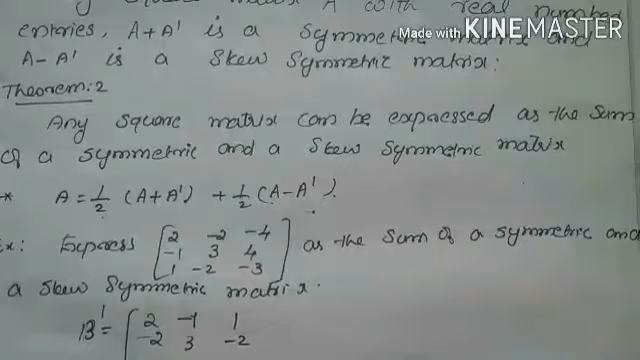 Made with KINEMASTER
A with real number
entries, A+A' is a symmetric matrix and
A-A' is a skew symmetric matrix:
Theorem:2
Any square matrix can be expressed as the sum
of a symmetric and a skew symmetric matrix
* A = 1/2 (A+A') + 1/2 (A-A').
Ex: Express [2 -2 -4
-1 3 4
1 -2 -3] as the sum of a symmetric and
a skew symmetric matrix.
B' = [2 -1 1
-2 3 -2